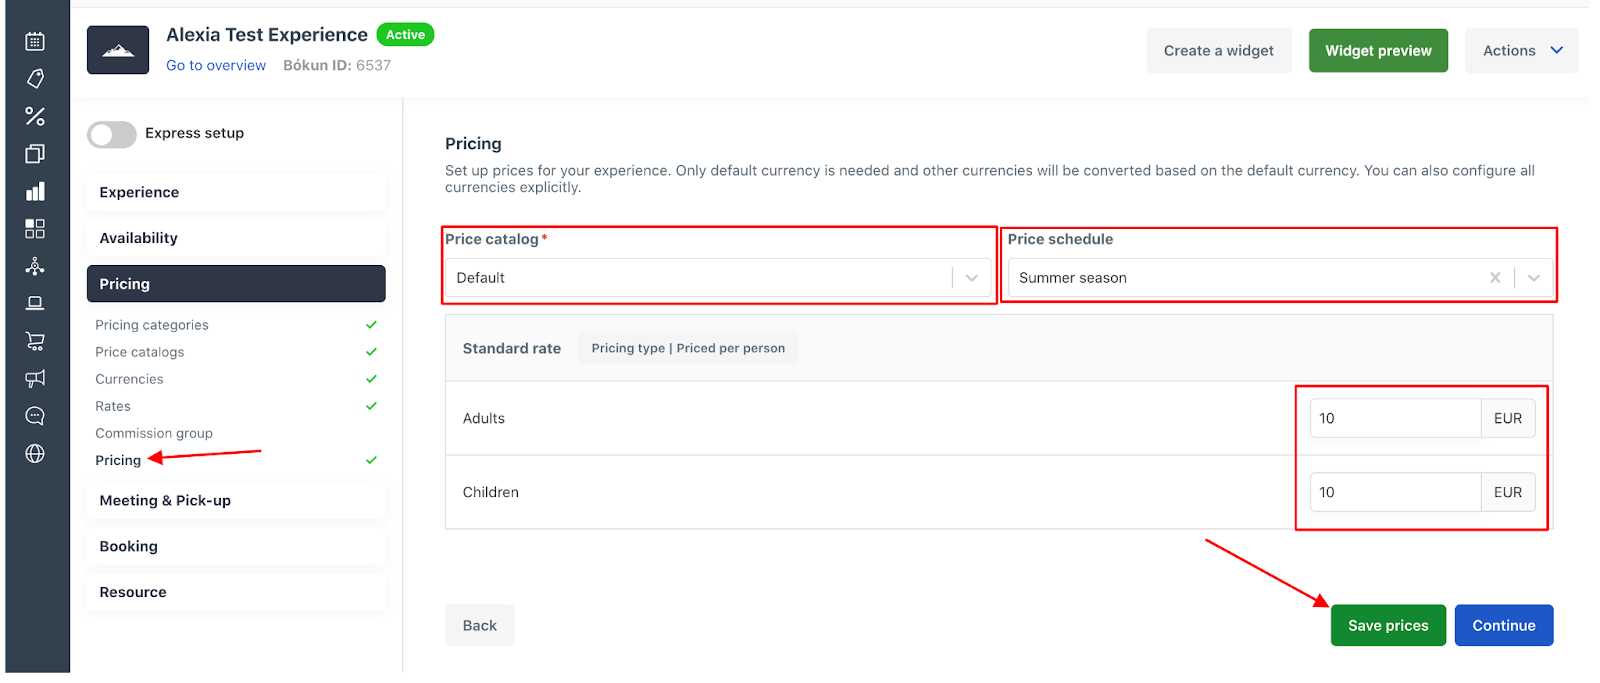 Alexia Test Experience Active
Go to overview Bókun ID: 6537
Create a widget
Widget preview
Actions
Express setup
Experience
Availability
Pricing
Pricing categories
Price catalogs
Currencies
Rates
Commission group
Pricing
Meeting & Pick-up
Booking
Resource
Pricing
Set up prices for your experience. Only default currency is needed and other currencies will be converted based on the default currency. You can also configure all
currencies explicitly.
Price catalog*
Default
Price schedule
Summer season
Standard rate Pricing type | Priced per person
Adults 10 EUR
Children 10 EUR
Back
Save prices
Continue